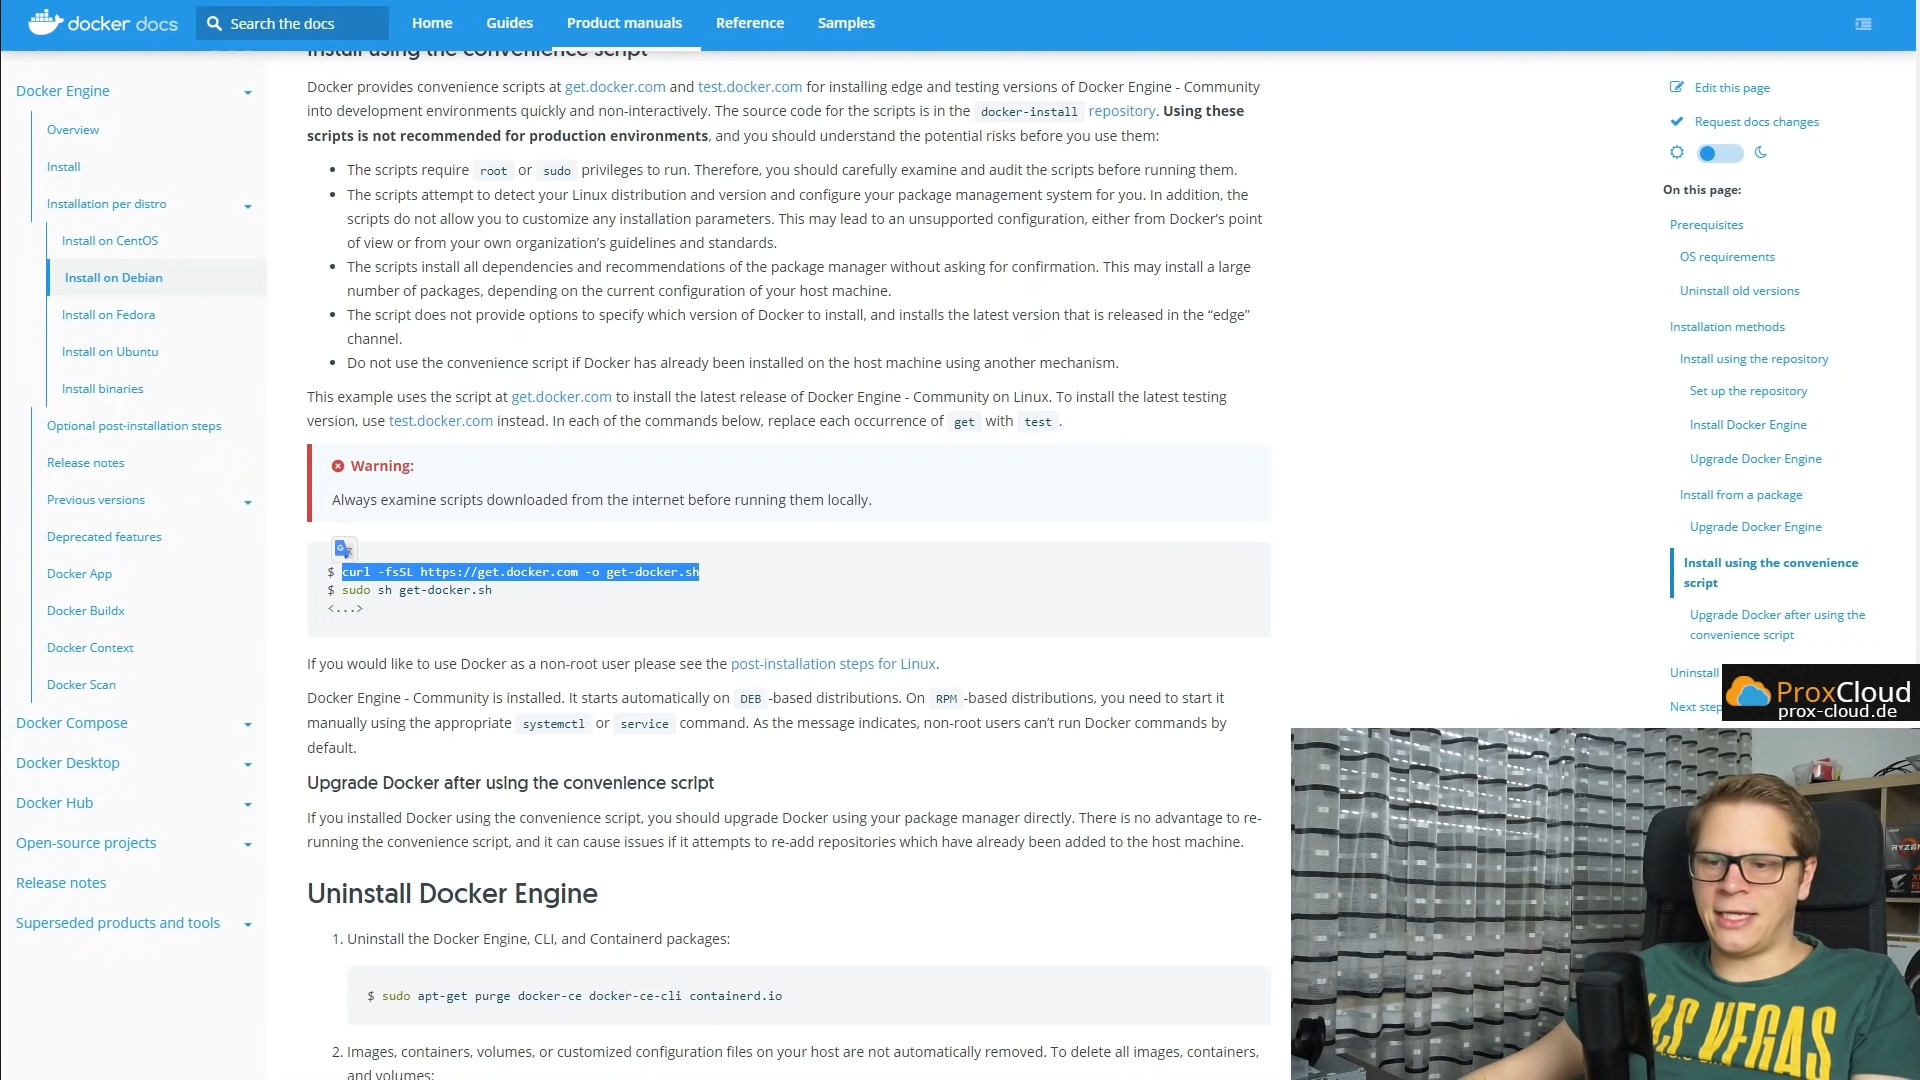 docker docs
Search the docs
Home
Guides
Product manuals
Reference
Samples
Docker Engine
Overview
Install
Installation per distro
Install on CentOS
Install on Debian
Install on Fedora
Install on Ubuntu
Install binaries
Optional post-installation steps
Release notes
Previous versions
Deprecated features
Docker App
Docker Buildx
Docker Context
Docker Scan
Docker Compose
Docker Desktop
Docker Hub
Open-source projects
Release notes
Superseded products and tools
Install using the convenience script
Docker provides convenience scripts at get.docker.com and test.docker.com for installing edge and testing versions of Docker Engine - Community
into development environments quickly and non-interactively. The source code for the scripts is in the docker-install repository. Using these
scripts is not recommended for production environments, and you should understand the potential risks before you use them:
• The scripts require root or sudo privileges to run. Therefore, you should carefully examine and audit the scripts before running them.
• The scripts attempt to detect your Linux distribution and version and configure your package management system for you. In addition, the
scripts do not allow you to customize any installation parameters. This may lead to an unsupported configuration, either from Docker’s point
of view or from your own organization’s guidelines and standards.
• The scripts install all dependencies and recommendations of the package manager without asking for confirmation. This may install a large
number of packages, depending on the current configuration of your host machine.
• The script does not provide options to specify which version of Docker to install, and installs the latest version that is released in the “edge”
channel.
• Do not use the convenience script if Docker has already been installed on the host machine using another mechanism.
This example uses the script at get.docker.com to install the latest release of Docker Engine - Community on Linux. To install the latest testing
version, use test.docker.com instead. In each of the commands below, replace each occurrence of get with test .
Warning:
Always examine scripts downloaded from the internet before running them locally.
$ curl -fsSL https://get.docker.com -o get-docker.sh
$ sudo sh get-docker.sh
<...>
If you would like to use Docker as a non-root user please see the post-installation steps for Linux.
Docker Engine - Community is installed. It starts automatically on DEB -based distributions. On RPM -based distributions, you need to start it
manually using the appropriate systemctl or service command. As the message indicates, non-root users can’t run Docker commands by
default.
Upgrade Docker after using the convenience script
If you installed Docker using the convenience script, you should upgrade Docker using your package manager directly. There is no advantage to re-
running the convenience script, and it can cause issues if it attempts to re-add repositories which have already been added to the host machine.
Uninstall Docker Engine
1. Uninstall the Docker Engine, CLI, and Containerd packages:
$ sudo apt-get purge docker-ce docker-ce-cli containerd.io
2. Images, containers, volumes, or customized configuration files on your host are not automatically removed. To delete all images, containers,
and volumes:
Edit this page
Request docs changes
On this page:
Prerequisites
OS requirements
Uninstall old versions
Installation methods
Install using the repository
Set up the repository
Install Docker Engine
Upgrade Docker Engine
Install from a package
Upgrade Docker Engine
Install using the convenience
script
Upgrade Docker after using the
convenience script
Uninstall
Next step
ProxCloud
prox-cloud.de
RYZEN
LAS VEGAS